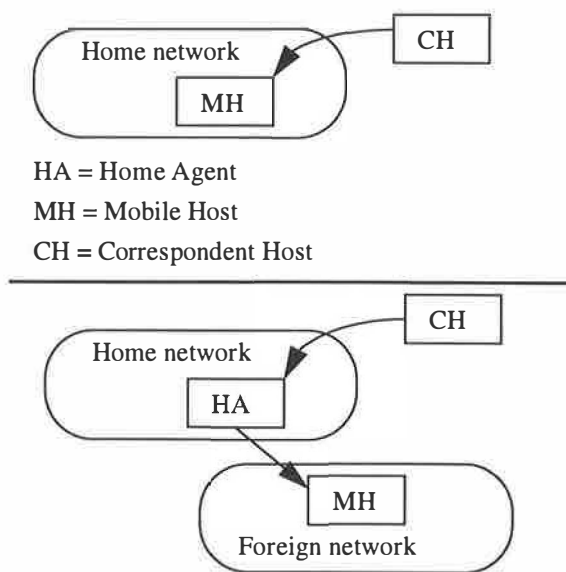 CH
Home network
MH
HA = Home Agent
MH = Mobile Host
CH = Correspondent Host
CH
Home network
HA
MH
Foreign network